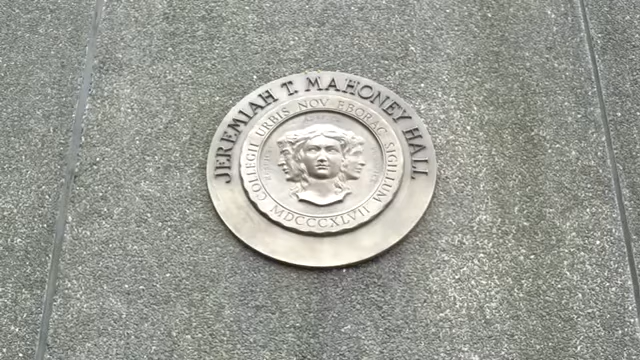 JEREMIAH T. MAHONEY HALL
COLLEGII URBIS NOV EBORAC SIGILLUM
MDCCCXLVII